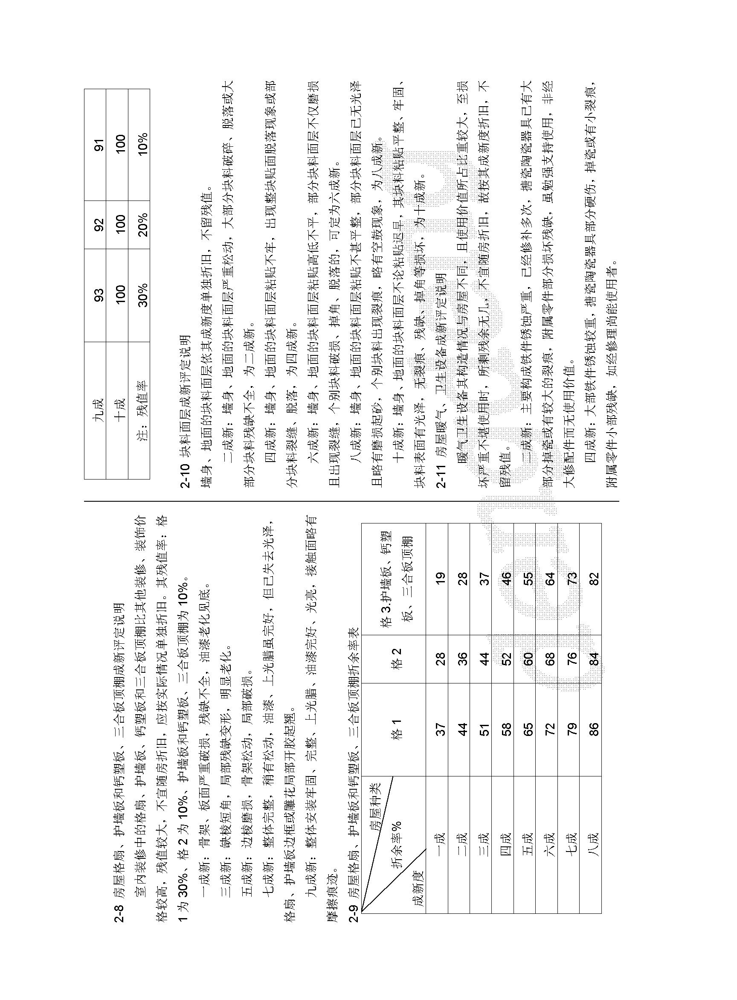 2-8 房屋格扇、护墙板和钙塑板、三合板顶棚成新评定说明
室内装修中的格扇、护墙板、钙塑板和三合板顶棚比其他装修、装饰价
格较高，残值较大，不宜随房折旧，应按实际情况单独折旧。其残值率：格
1 为 30%、格 2 为 10%、护墙板和钙塑板、三合板顶棚为 10%。
一成新：骨架、板面严重破损，残缺不全，油漆老化见底。
三成新：缺棱短角，局部残缺变形，明显老化。
五成新：边棱磨损，骨架松动，局部破损。
七成新：整体完整，稍有松动，油漆、上光腊虽完好，但已失去光泽，
格扇、护墙板边框或雕花局部开胶起翘。
九成新：整体安装牢固、完整、上光腊、油漆完好、光亮，接触面略有
摩擦痕迹。
2-9 房屋格扇、护墙板和钙塑板、三合板顶棚折余率表
房屋种类 折余率% 成新度 格 1 格 2 格 3.护墙板、钙塑
板、三合板顶棚
一成 37 28 19
二成 44 36 28
三成 51 44 37
四成 58 52 46
五成 65 60 55
六成 72 68 64
七成 79 76 73
八成 86 84 82
九成 93 92 91
十成 100 100 100
注：残值率 30% 20% 10%
2-10 块料面层成新评定说明
墙身、地面的块料面层依其成新度单独折旧，不留残值。
二成新：墙身、地面的块料面层严重松动，大部分块料破碎、脱落或大
部分块料残缺不全，为二成新。
四成新：墙身、地面的块料面层粘贴不牢，出现整块贴面脱落现象或部
分块料裂缝、脱落，为四成新。
六成新：墙身、地面的块料面层粘贴高低不平，部分块料面层不仅磨损
且出现裂缝，个别块料破损、掉角、脱落的，可定为六成新。
八成新：墙身、地面的块料面层粘贴不甚平整，部分块料面层已无光泽
且略有磨损起砂，个别块料出现裂痕，略有空鼓现象，为八成新。
十成新：墙身、地面的块料面层不论粘贴迟早，其块料粘贴平整、牢固、
块料表面有光泽，无裂痕、残缺、掉角等损坏，为十成新。
2-11 房屋暖气、卫生设备成新评定说明
暖气卫生设备其构造情况与房屋不同，且使用价值所占比重较大，至损
坏严重不堪使用时，所剩残余无几，不宜随房折旧，故按其成新度折旧，不
留残值。
二成新：主要构成铁件锈蚀严重，已经修补多次，搪瓷陶瓷器具已有大
部分掉瓷或有较大的裂痕，附属零件部分损坏残缺，虽勉强支持使用，非经
大修配件而无使用价值。
四成新：大部铁件锈蚀较重，搪瓷陶瓷器具部分硬伤，掉瓷或有小裂痕，
附属零件小部残缺，如经修理尚能使用者。